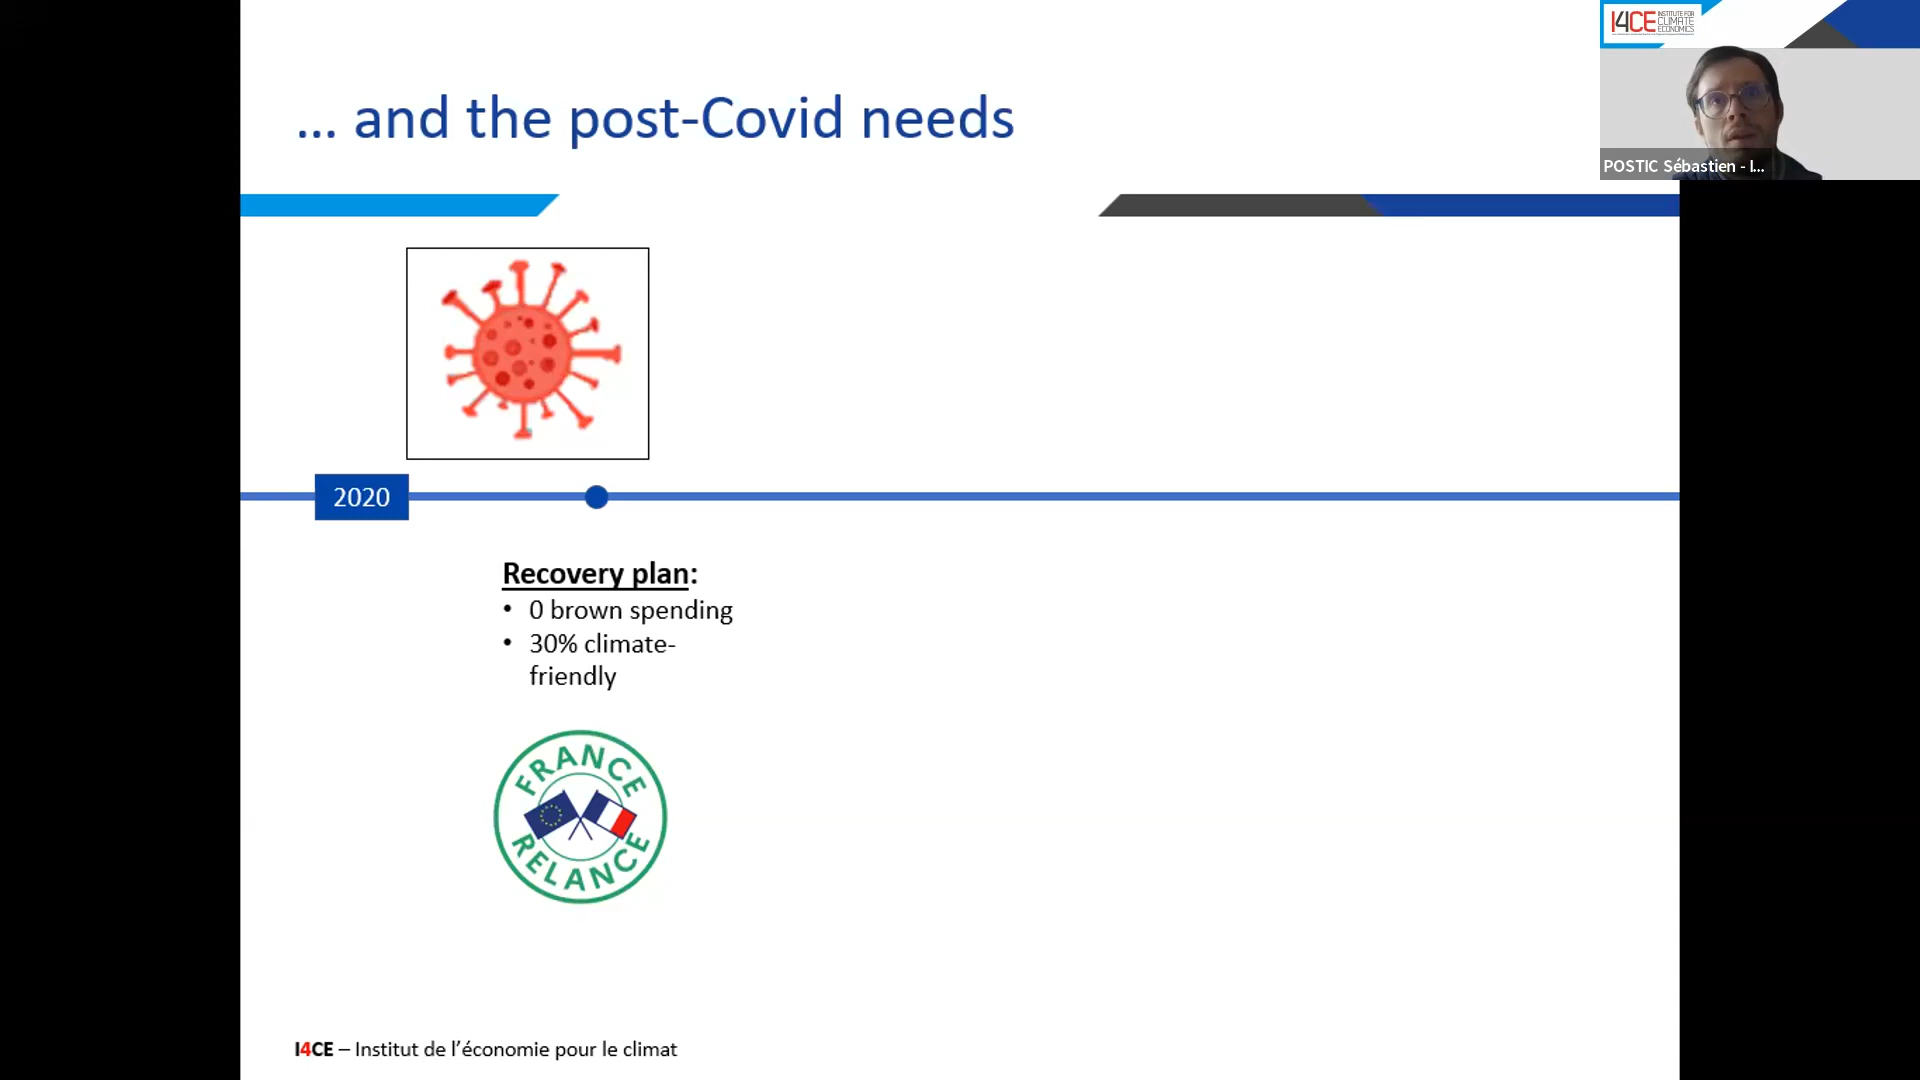 ... and the post-Covid needs
I4CE
INSTITUTE FOR
CLIMATE
ECONOMICS
POSTIC Sébastien - I...
2020
Recovery plan:
• 0 brown spending
• 30% climate-
friendly
FRANCE
RELANCE
I4CE – Institut de l'économie pour le climat